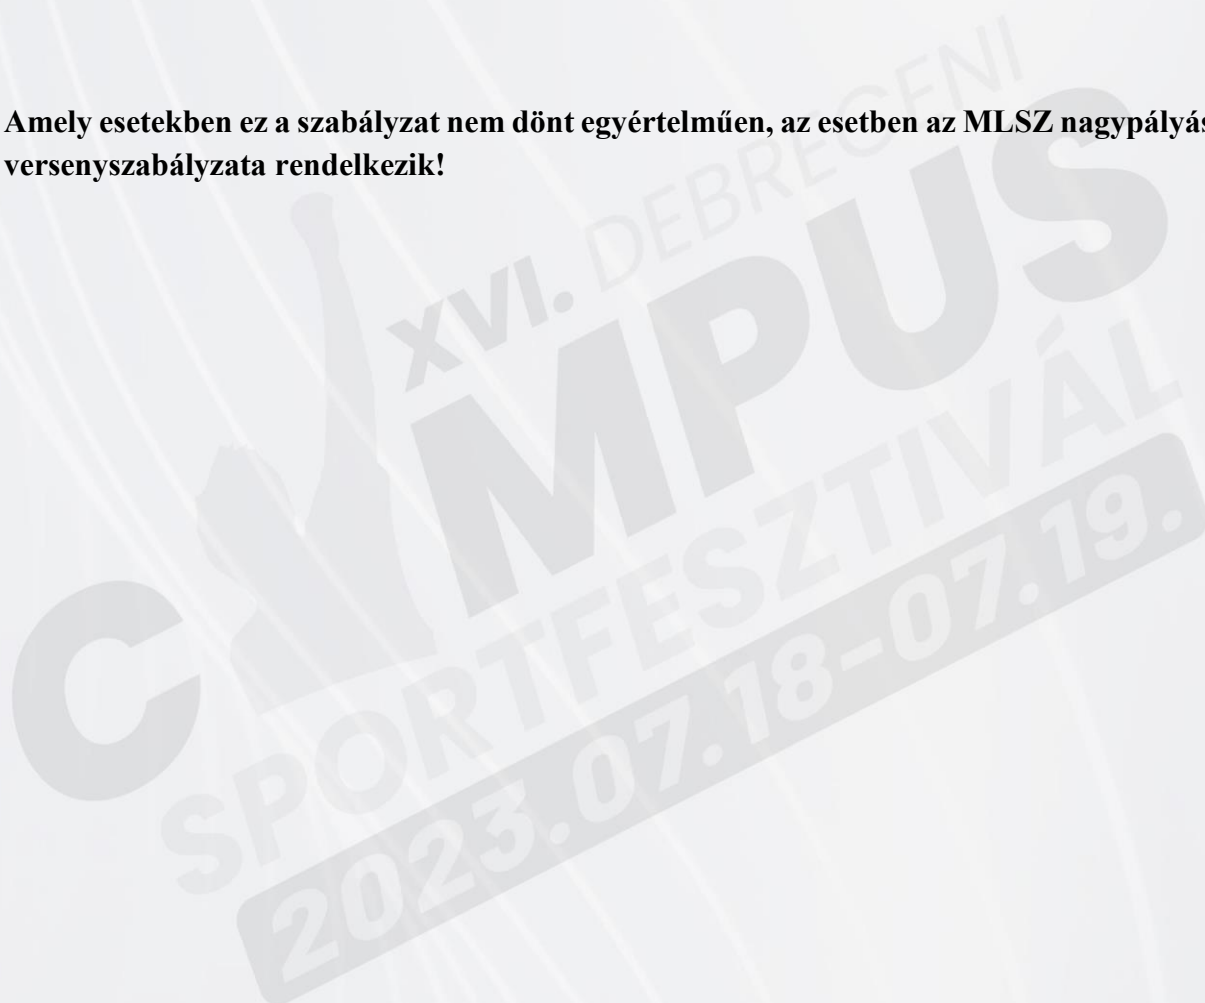 Amely esetekben ez a szabályzat nem dönt egyértelműen, az esetben az MLSZ nagypályás
versenyszabályzata rendelkezik!
XVI. DEBRECENI
C MPUS
SPORTFESZTIVÁL
2023.07.18-07.19.